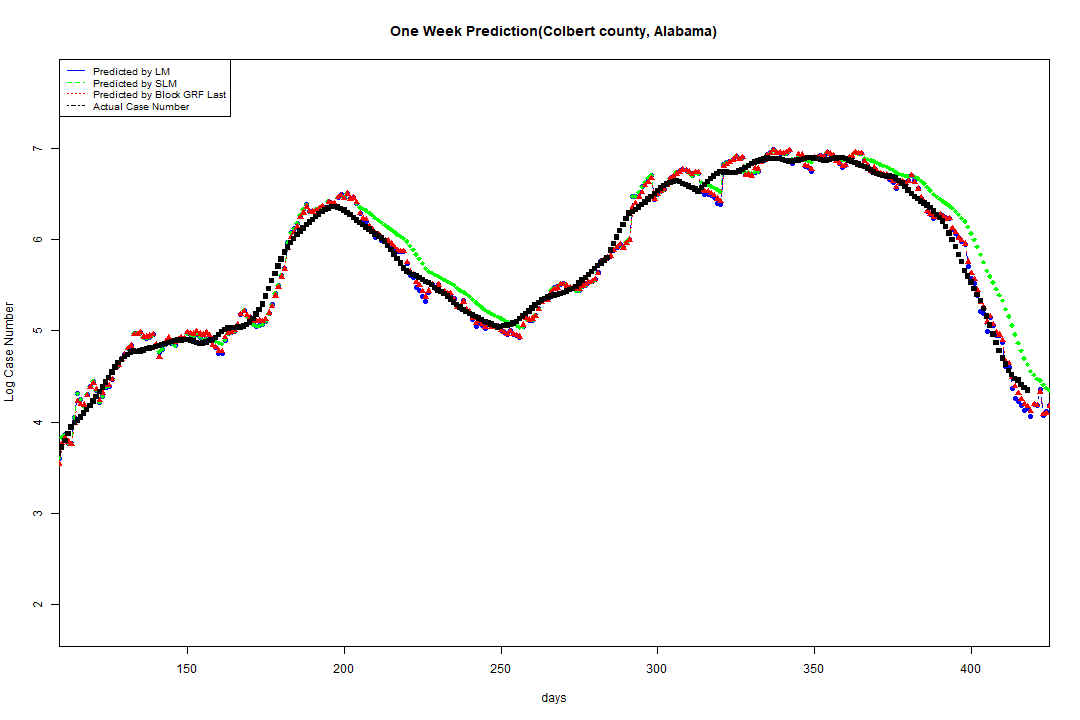 One Week Prediction(Colbert county, Alabama)
Predicted by LM
Predicted by SLM
Predicted by Block GRF Last
Actual Case Number
7
6
5
4
3
2
Log Case Number
150 200 250 300 350 400
days